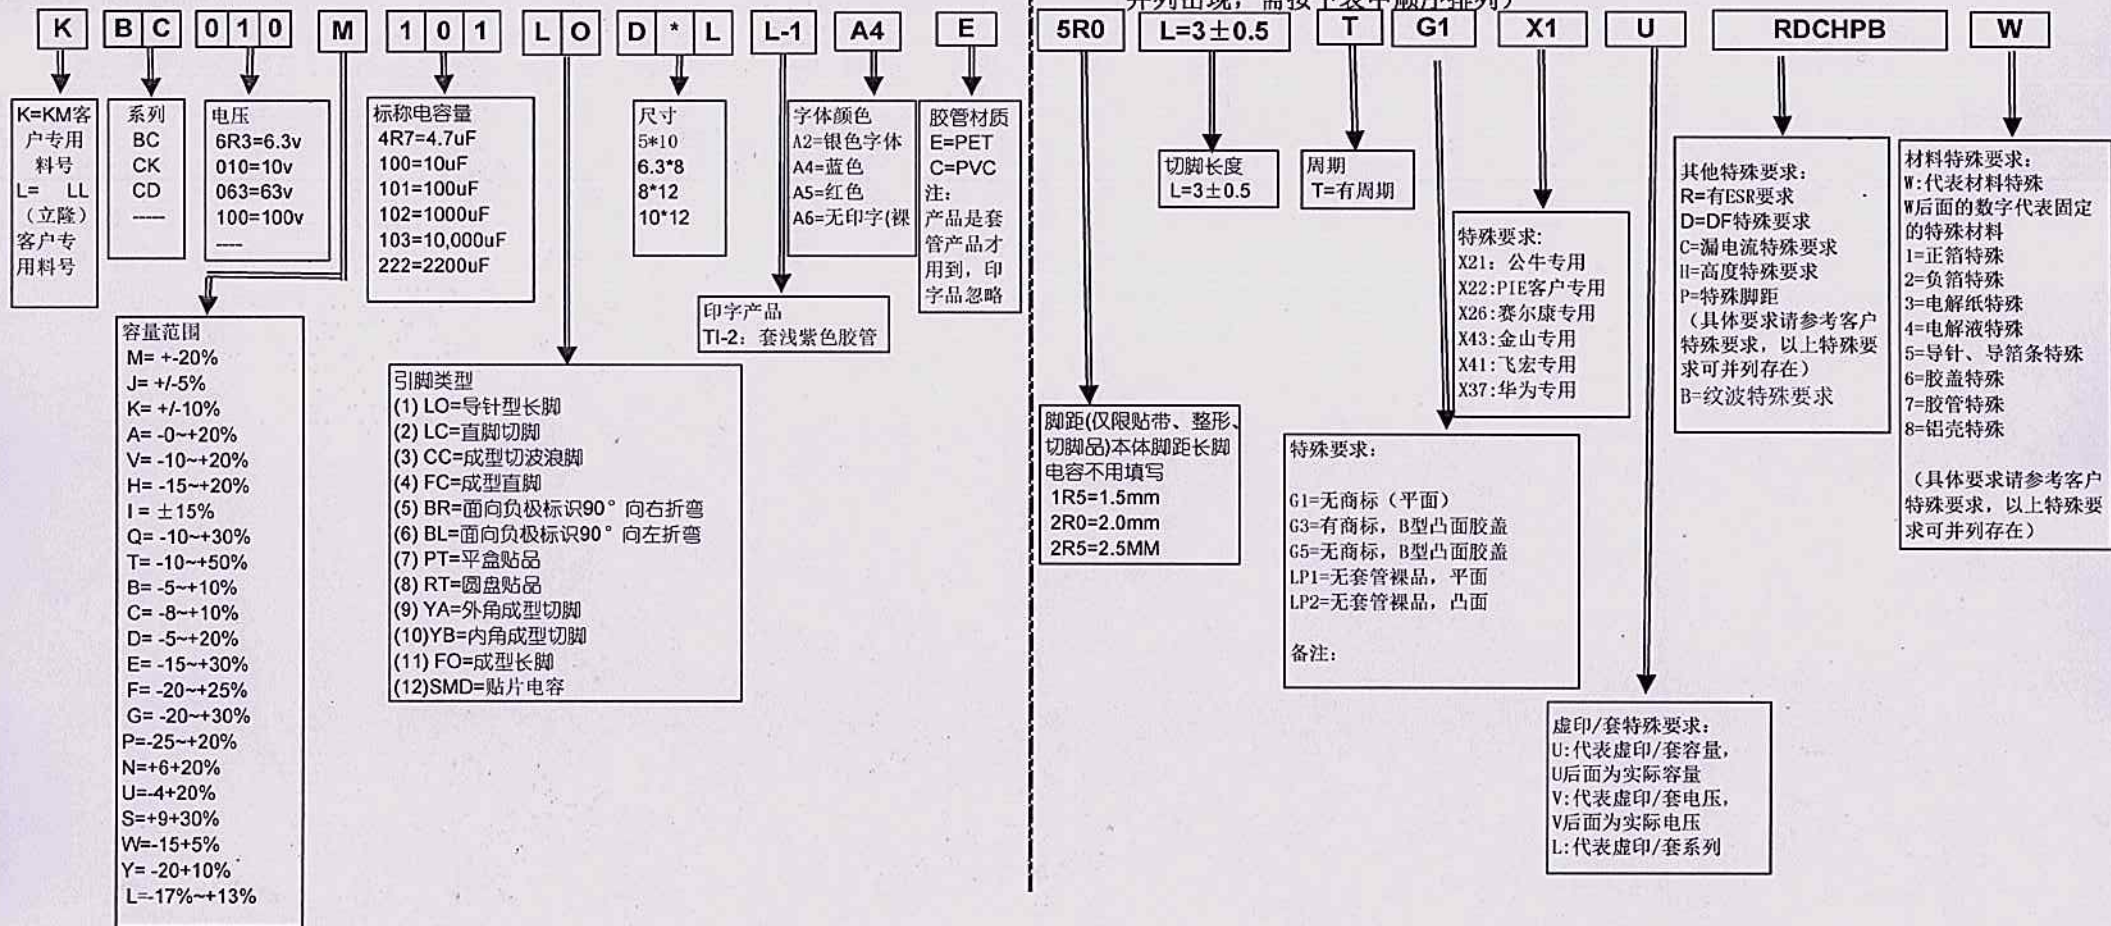 并列出现，需按下表中顺序排列）
K B C 0 1 0 M 1 0 1 L O D * L L-1 A4 E 5R0 L=3±0.5 T G1 X1 U RDCHPB W
K=KM客
户专用
料号
L= LL
（立隆）
客户专
用料号
系列
BC
CK
CD
-----
电压
6R3=6.3v
010=10v
063=63v
100=100v
----
标称电容量
4R7=4.7uF
100=10uF
101=100uF
102=1000uF
103=10,000uF
222=2200uF
尺寸
5*10
6.3*8
8*12
10*12
字体颜色
A2=银色字体
A4=蓝色
A5=红色
A6=无印字(裸
胶管材质
E=PET
C=PVC
注：
产品是套
管产品才
用到，印
字品忽略
印字产品
TI-2：套浅紫色胶管
容量范围
M= +-20%
J= +/-5%
K= +/-10%
A= -0~+20%
V= -10~+20%
H= -15~+20%
I = ±15%
Q= -10~+30%
T= -10~+50%
B= -5~+10%
C= -8~+10%
D= -5~+20%
E= -15~+30%
F= -20~+25%
G= -20~+30%
P=-25~+20%
N=+6+20%
U=-4+20%
S=+9+30%
W=-15+5%
Y= -20+10%
L=-17%~+13%
引脚类型
(1) LO=导针型长脚
(2) LC=直脚切脚
(3) CC=成型切波浪脚
(4) FC=成型直脚
(5) BR=面向负极标识90° 向右折弯
(6) BL=面向负极标识90° 向左折弯
(7) PT=平盒贴品
(8) RT=圆盘贴品
(9) YA=外角成型切脚
(10)YB=内角成型切脚
(11) FO=成型长脚
(12)SMD=贴片电容
脚距(仅限贴带、整形、
切脚品)本体脚距长脚
电容不用填写
1R5=1.5mm
2R0=2.0mm
2R5=2.5MM
切脚长度
L=3±0.5
周期
T=有周期
特殊要求：
G1=无商标（平面）
G3=有商标，B型凸面胶盖
G5=无商标，B型凸面胶盖
LP1=无套管裸品，平面
LP2=无套管裸品，凸面
备注：
特殊要求:
X21：公牛专用
X22:PIE客户专用
X26:赛尔康专用
X43:金山专用
X41:飞宏专用
X37:华为专用
虚印/套特殊要求：
U:代表虚印/套容量，
U后面为实际容量
V:代表虚印/套电压，
V后面为实际电压
L:代表虚印/套系列
其他特殊要求：
R=有ESR要求
D=DF特殊要求
C=漏电流特殊要求
H=高度特殊要求
P=特殊脚距
（具体要求请参考客户
特殊要求，以上特殊要
求可并列存在）
B=纹波特殊要求
材料特殊要求：
W:代表材料特殊
W后面的数字代表固定
的特殊材料
1=正箔特殊
2=负箔特殊
3=电解纸特殊
4=电解液特殊
5=导针、导箔条特殊
6=胶盖特殊
7=胶管特殊
8=铝壳特殊
（具体要求请参考客户
特殊要求，以上特殊要
求可并列存在）